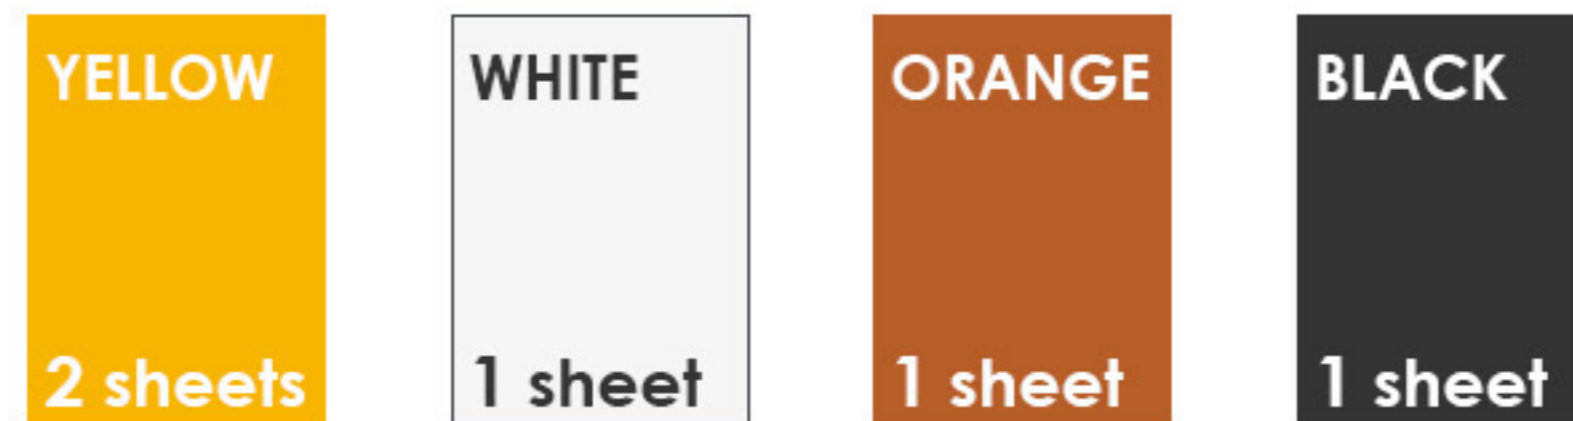 YELLOW
2 sheets
WHITE
1 sheet
ORANGE
1 sheet
BLACK
1 sheet